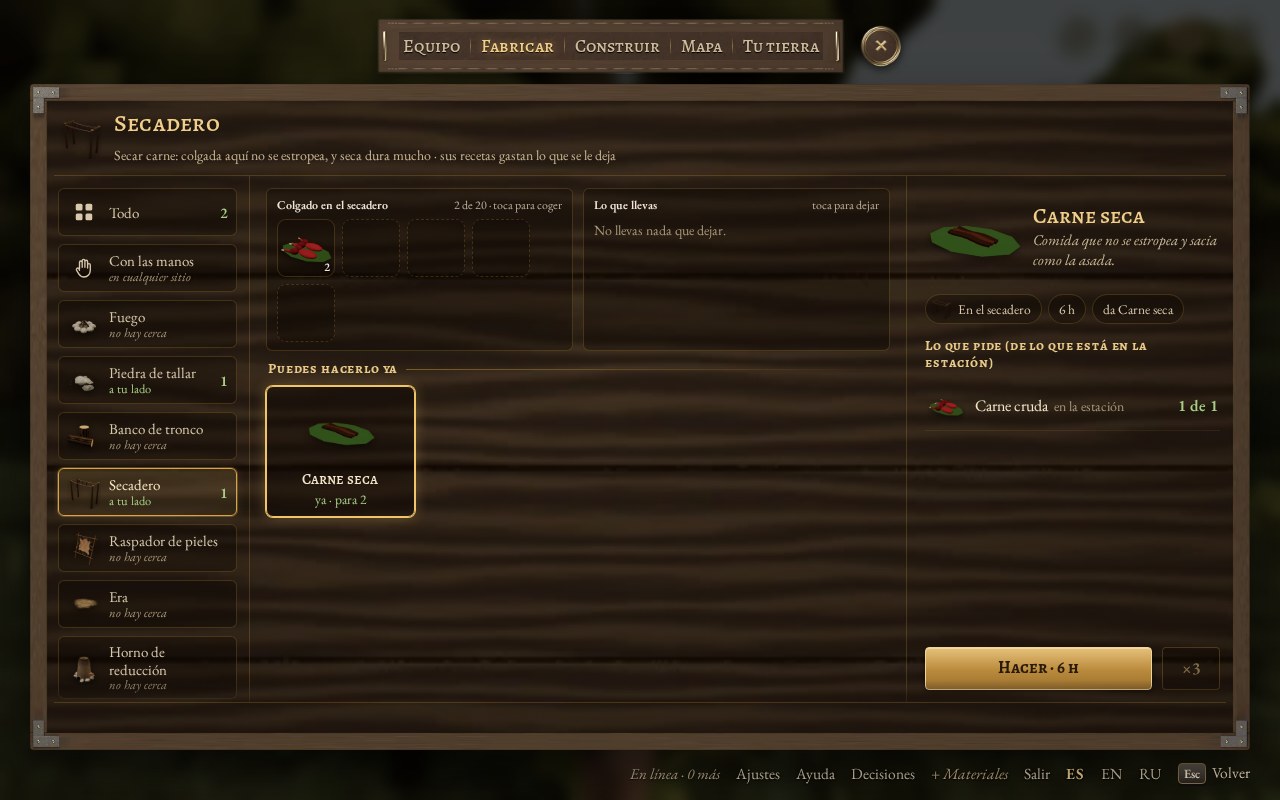 Equipo Fabricar Construir Mapa Tu tierra ×
Secadero
Secar carne: colgada aquí no se estropea, y seca dura mucho · sus recetas gastan lo que se le deja
Todo 2
Con las manos
en cualquier sitio
Fuego
no hay cerca
Piedra de tallar
a tu lado 1
Banco de tronco
no hay cerca
Secadero
a tu lado 1
Raspador de pieles
no hay cerca
Era
no hay cerca
Horno de
reducción
no hay cerca
Colgado en el secadero 2 de 20 · toca para coger
2
Lo que llevas toca para dejar
No llevas nada que dejar.
Puedes hacerlo ya
Carne seca
ya · para 2
Carne seca
Comida que no se estropea y sacia
como la asada.
En el secadero 6 h da Carne seca
Lo que pide (de lo que está en la
estación)
Carne cruda en la estación 1 de 1
Hacer · 6 h ×3
En línea · 0 más Ajustes Ayuda Decisiones + Materiales Salir ES EN RU Esc Volver